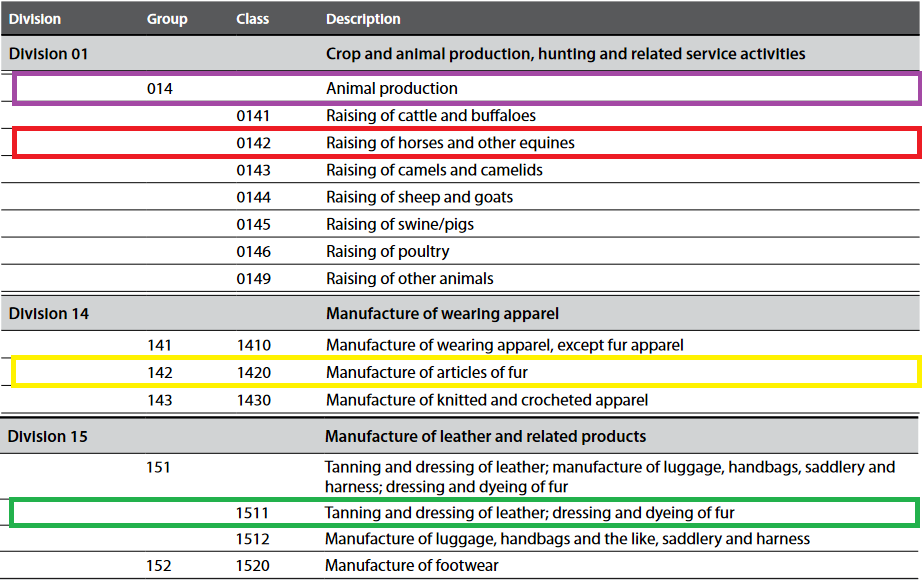 Division Group Class Description
Division 01 Crop and animal production, hunting and related service activities
014 Animal production
0141 Raising of cattle and buffaloes
0142 Raising of horses and other equines
0143 Raising of camels and camelids
0144 Raising of sheep and goats
0145 Raising of swine/pigs
0146 Raising of poultry
0149 Raising of other animals
Division 14 Manufacture of wearing apparel
141 1410 Manufacture of wearing apparel, except fur apparel
142 1420 Manufacture of articles of fur
143 1430 Manufacture of knitted and crocheted apparel
Division 15 Manufacture of leather and related products
151 Tanning and dressing of leather; manufacture of luggage, handbags, saddlery and
harness; dressing and dyeing of fur
1511 Tanning and dressing of leather; dressing and dyeing of fur
1512 Manufacture of luggage, handbags and the like, saddlery and harness
152 1520 Manufacture of footwear